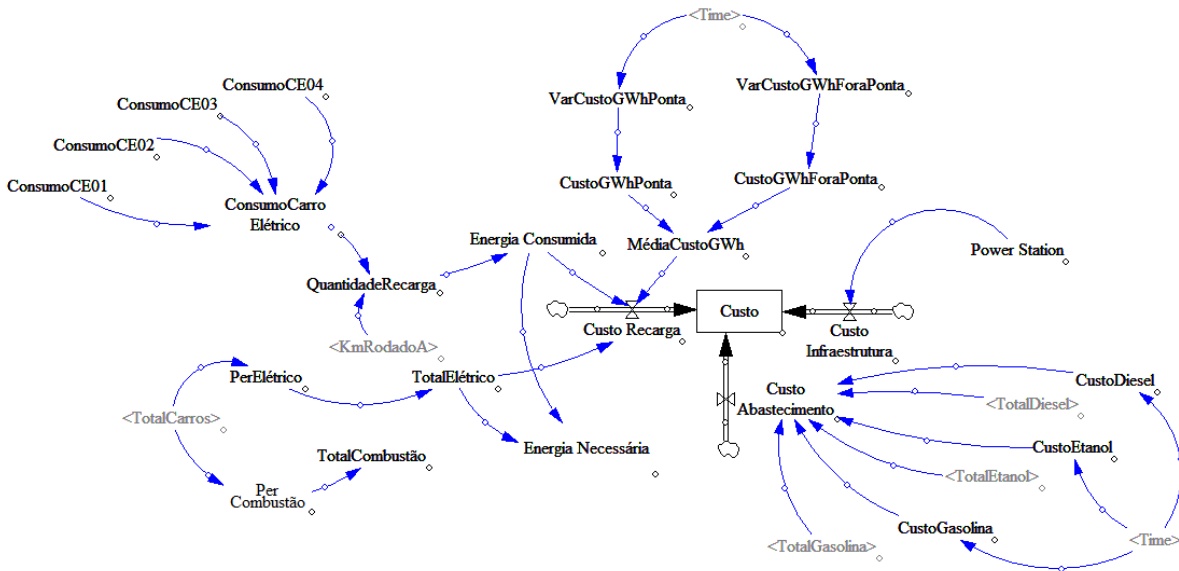 <Time>
ConsumoCE04
ConsumoCE03
ConsumoCE02
ConsumoCE01
VarCustoGWhPonta
VarCustoGWhForaPonta
CustoGWhPonta
CustoGWhForaPonta
ConsumoCarro
Elétrico
Energia Consumida
MédiaCustoGWh
Power Station
QuantidadeRecarga
Custo Recarga
Custo
Custo
Infraestrutura
<KmRodadoA>
PerElétrico
TotalElétrico
<TotalCarros>
Custo
Abastecimento
CustoDiesel
<TotalDiesel>
TotalCombustão
Energia Necessária
CustoEtanol
<TotalEtanol>
Per
Combustão
CustoGasolina
<TotalGasolina>
<Time>